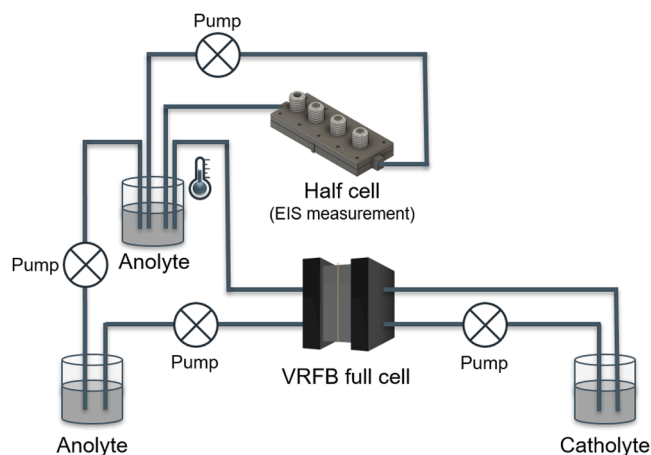 Pump
Half cell
(EIS measurement)
Anolyte
Pump
Pump
VRFB full cell
Pump
Anolyte
Catholyte